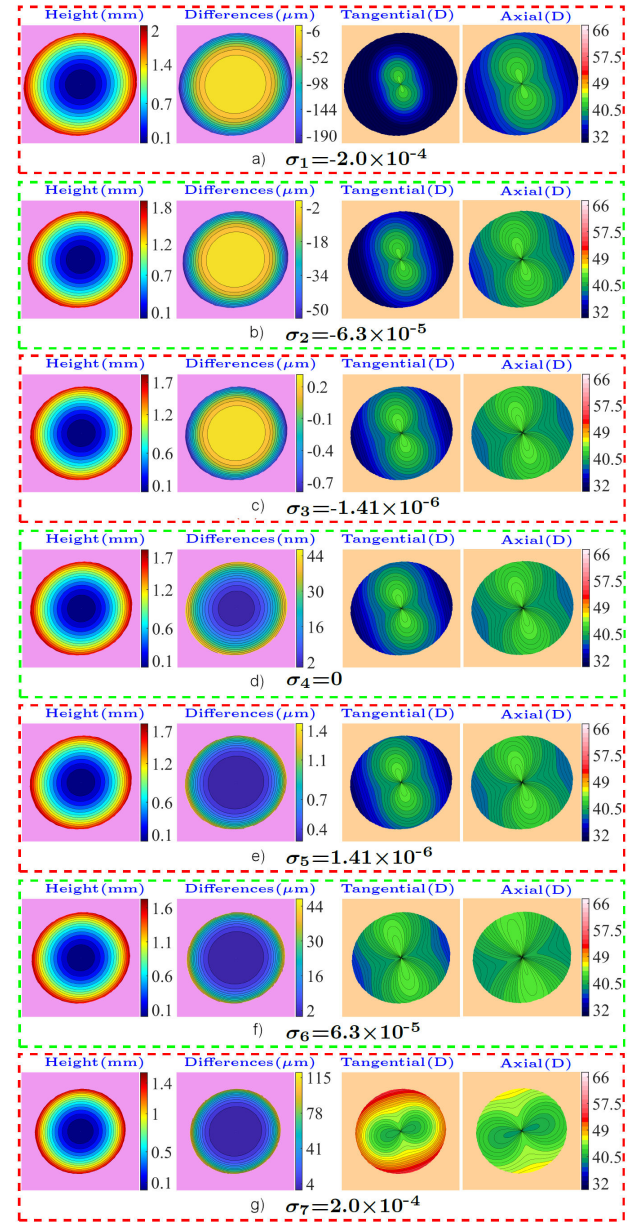 Height(mm) Differences(μm) Tangential(D) Axial(D)
2 -6 66
1.4 -52 57.5
0.7 -98 49
-144 40.5
0.1 -190 32
a) σ1=-2.0×10-4
Height(mm) Differences(μm) Tangential(D) Axial(D)
1.8 -2 66
1.2 -18 57.5
49
0.7 -34 40.5
0.1 -50 32
b) σ2=-6.3×10-5
Height(mm) Differences(μm) Tangential(D) Axial(D)
1.7 0.2 66
1.2 -0.1 57.5
49
0.6 -0.4 40.5
0.1 -0.7 32
c) σ3=-1.41×10-6
Height(mm) Differences(nm) Tangential(D) Axial(D)
1.7 44 66
1.2 30 57.5
49
0.6 16 40.5
0.1 2 32
d) σ4=0
Height(mm) Differences(μm) Tangential(D) Axial(D)
1.7 1.4 66
1.2 1.1 57.5
49
0.6 0.7 40.5
0.1 0.4 32
e) σ5=1.41×10-6
Height(mm) Differences(μm) Tangential(D) Axial(D)
1.6 44 66
1.1 30 57.5
49
0.6 16 40.5
0.1 2 32
f) σ6=6.3×10-5
Height(mm) Differences(μm) Tangential(D) Axial(D)
1.4 115 66
1 78 57.5
49
0.5 41 40.5
0.1 4 32
g) σ7=2.0×10-4